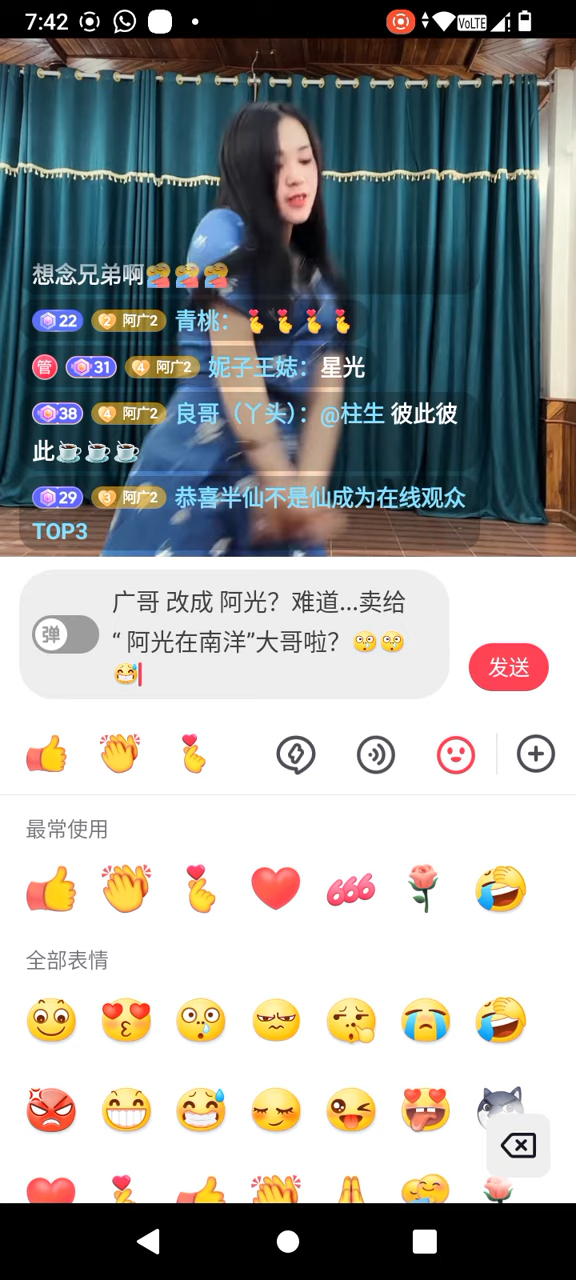 7:42
VoLTE
想念兄弟啊
22 2 阿广2 青桃：
管 31 4 阿广2 妮子王娡：星光
38 4 阿广2 良哥（丫头）：@柱生 彼此彼
此
29 3 阿广2 恭喜半仙不是仙成为在线观众
TOP3
弹
广哥 改成 阿光？难道...卖给
“ 阿光在南洋”大哥啦？
发送
最常使用
666
全部表情